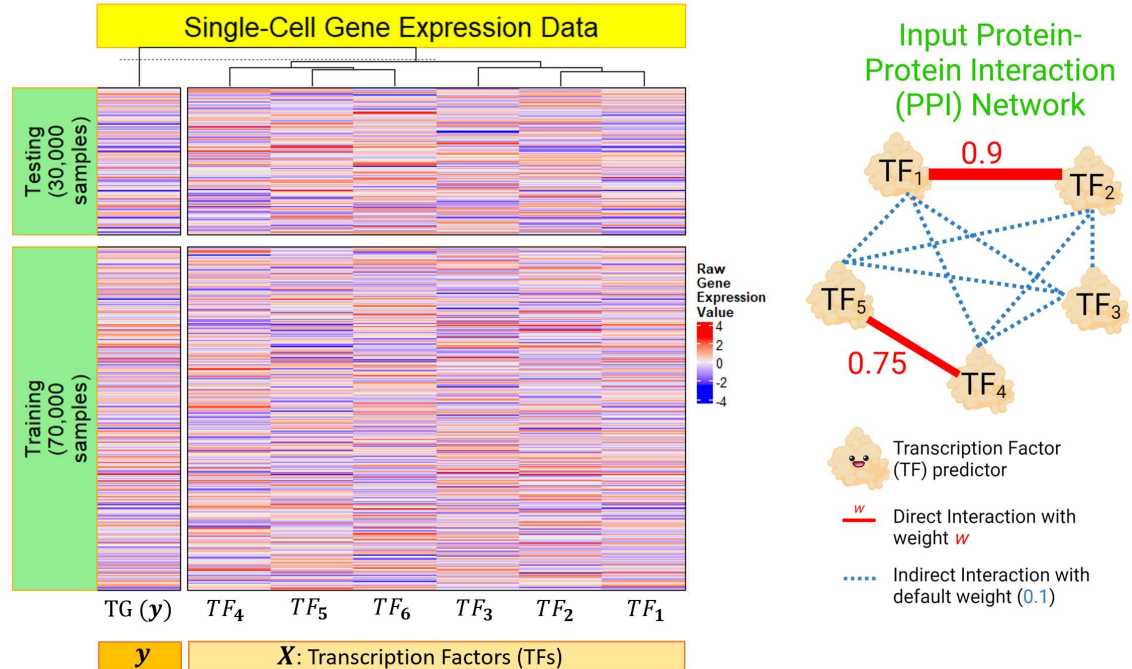 Single-Cell Gene Expression Data
Testing
(30,000
samples)
Training
(70,000
samples)
Raw
Gene
Expression
Value
4
2
0
-2
-4
TG (y) TF4 TF5 TF6 TF3 TF2 TF1
y
X: Transcription Factors (TFs)
Input Protein-
Protein Interaction
(PPI) Network
0.9
TF1
TF2
TF5
TF3
0.75
TF4
Transcription Factor
(TF) predictor
w
Direct Interaction with
weight w
Indirect Interaction with
default weight (0.1)